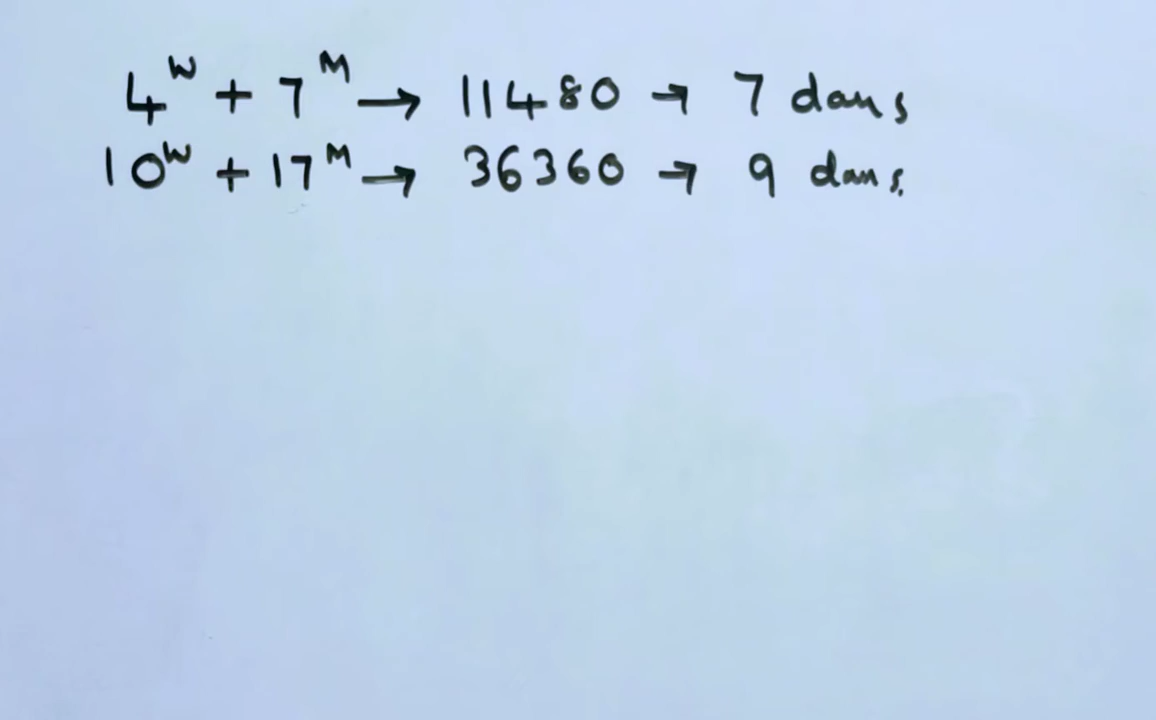 4ᵂ + 7ᴹ → 11480 → 7 days
10ᵂ + 17ᴹ → 36360 → 9 days.